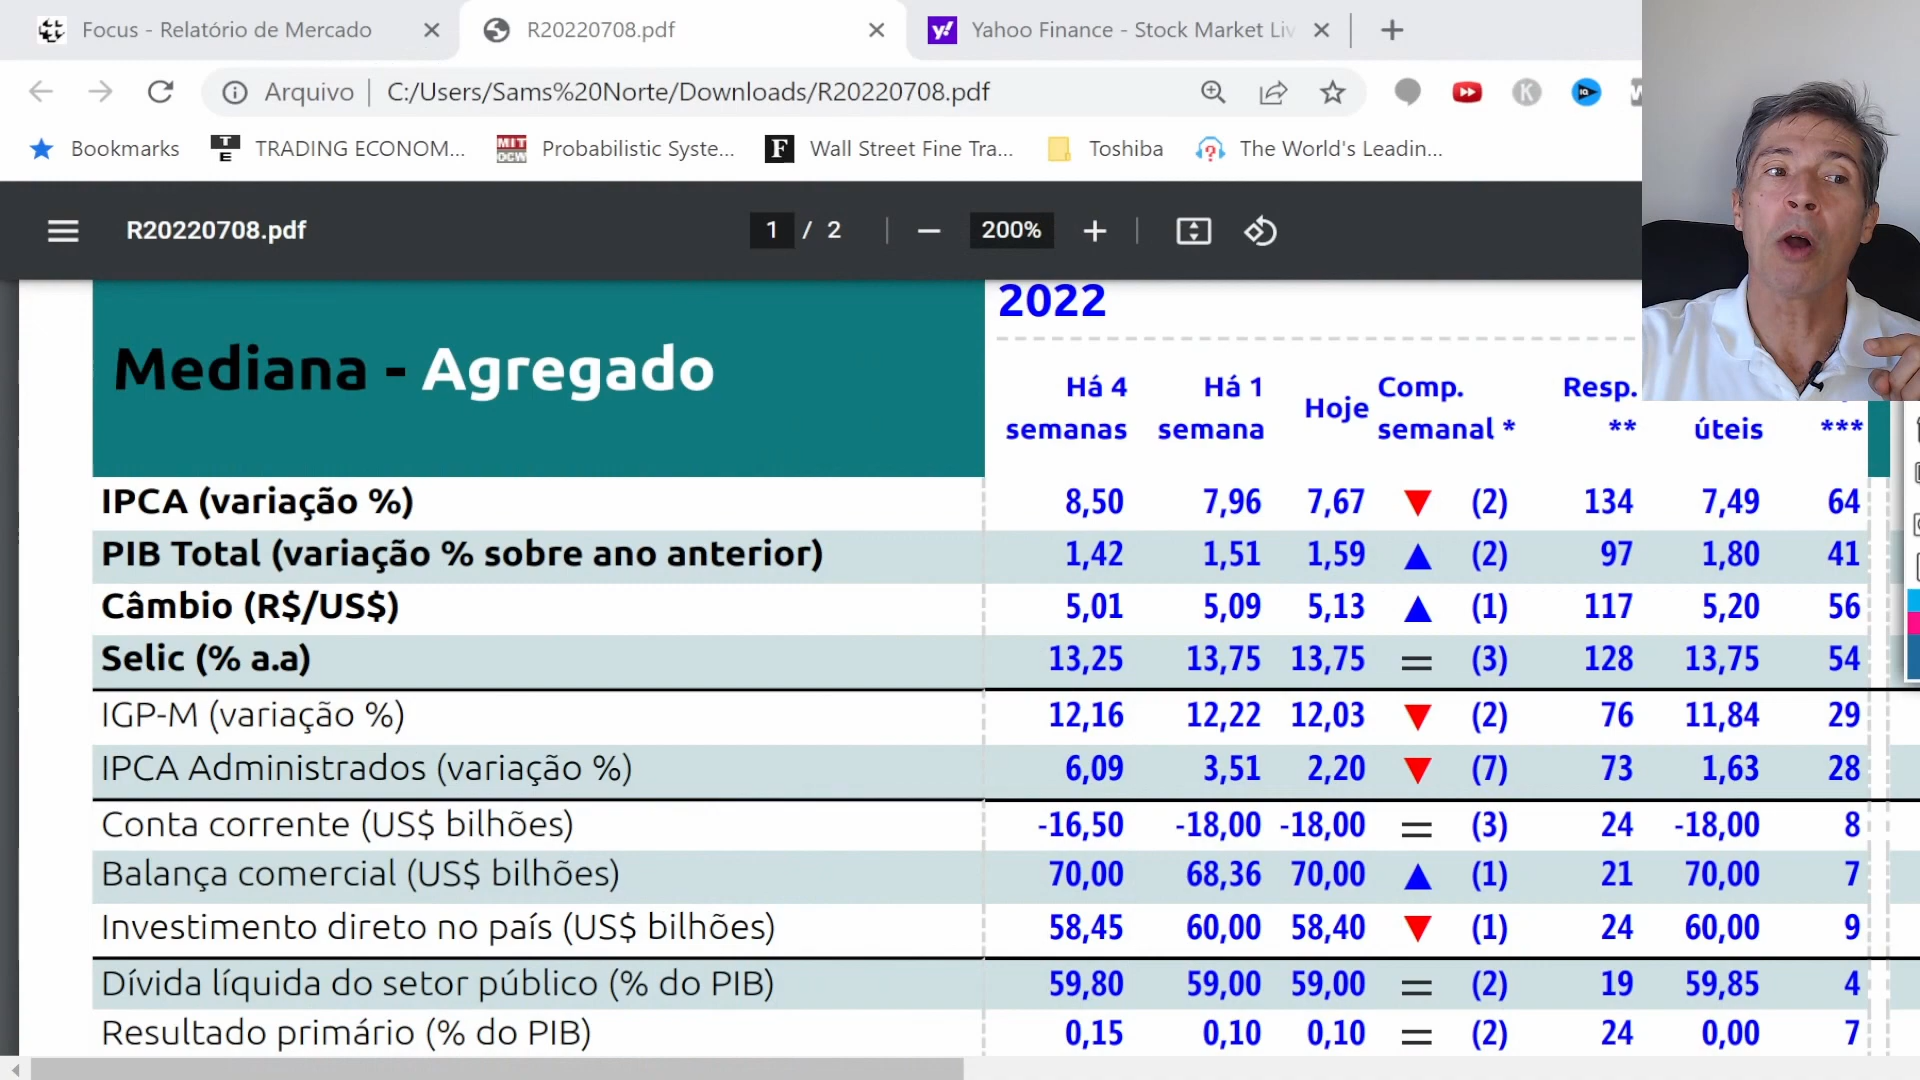 Focus - Relatório de Mercado
R20220708.pdf
Yahoo Finance - Stock Market Liv
Arquivo
C:/Users/Sams%20Norte/Downloads/R20220708.pdf
Bookmarks
TRADING ECONOM...
Probabilistic Syste...
Wall Street Fine Tra...
Toshiba
The World's Leadin...
R20220708.pdf
1 / 2
200%
2022
Mediana - Agregado
Há 4 semanas
Há 1 semana
Hoje
Comp. semanal *
Resp. **
úteis
***
IPCA (variação %) 8,50 7,96 7,67 ▼ (2) 134 7,49 64
PIB Total (variação % sobre ano anterior) 1,42 1,51 1,59 ▲ (2) 97 1,80 41
Câmbio (R$/US$) 5,01 5,09 5,13 ▲ (1) 117 5,20 56
Selic (% a.a) 13,25 13,75 13,75 = (3) 128 13,75 54
IGP-M (variação %) 12,16 12,22 12,03 ▼ (2) 76 11,84 29
IPCA Administrados (variação %) 6,09 3,51 2,20 ▼ (7) 73 1,63 28
Conta corrente (US$ bilhões) -16,50 -18,00 -18,00 = (3) 24 -18,00 8
Balança comercial (US$ bilhões) 70,00 68,36 70,00 ▲ (1) 21 70,00 7
Investimento direto no país (US$ bilhões) 58,45 60,00 58,40 ▼ (1) 24 60,00 9
Dívida líquida do setor público (% do PIB) 59,80 59,00 59,00 = (2) 19 59,85 4
Resultado primário (% do PIB) 0,15 0,10 0,10 = (2) 24 0,00 7